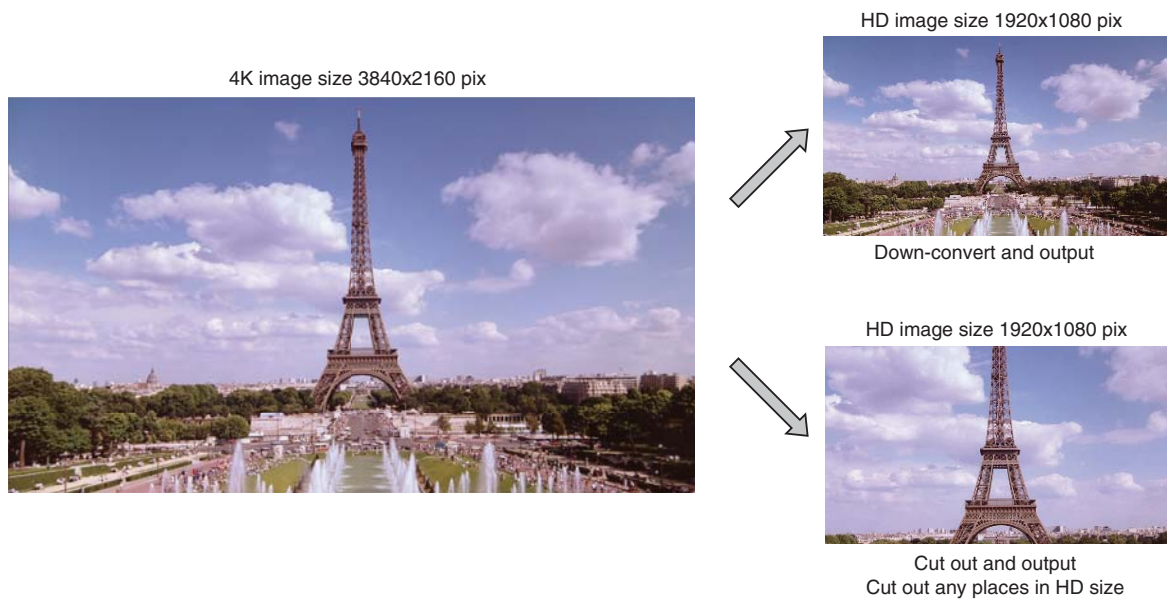 4K image size 3840x2160 pix
HD image size 1920x1080 pix
Down-convert and output
HD image size 1920x1080 pix
Cut out and output
Cut out any places in HD size